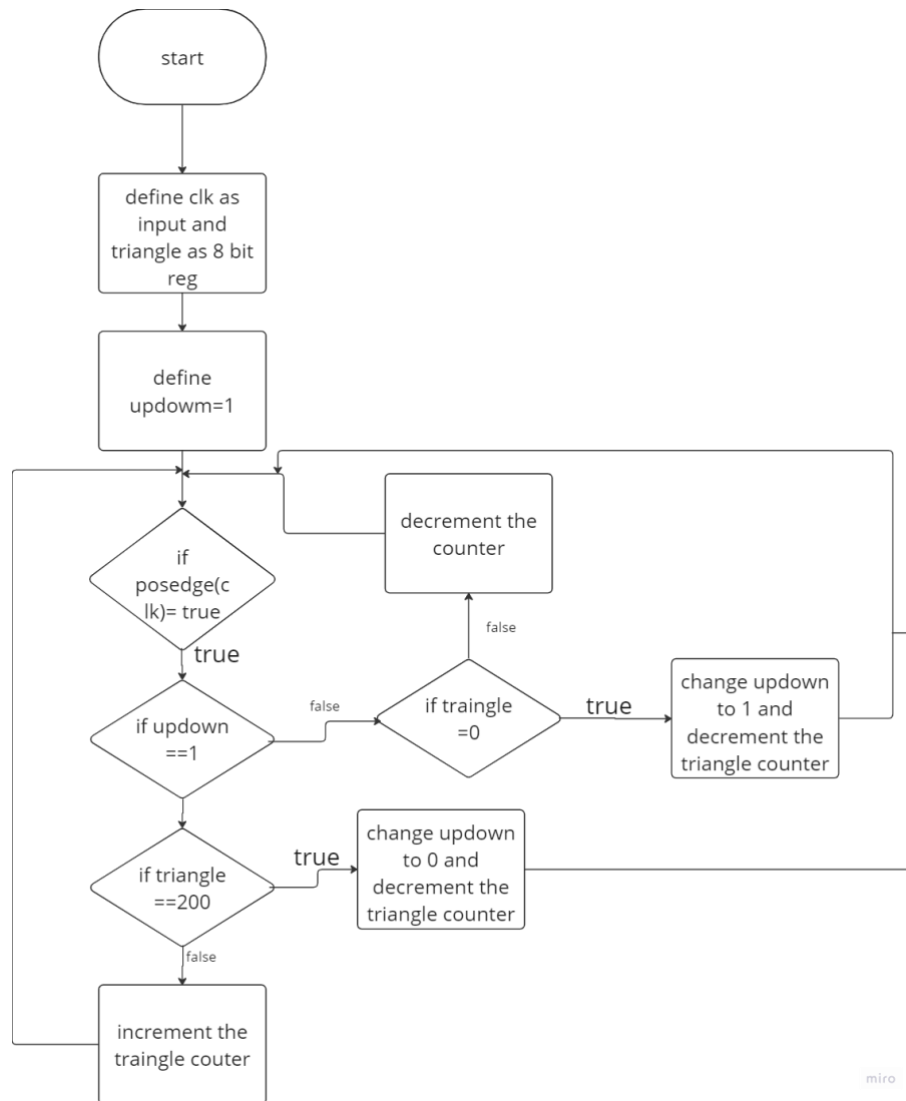 start
define clk as
input and
triangle as 8 bit
reg
define
updowm=1
decrement the
counter
if
posedge(c
lk)= true
false
true
if updown
==1
false
if traingle
=0
true
change updown
to 1 and
decrement the
triangle counter
if triangle
==200
true
change updown
to 0 and
decrement the
triangle counter
false
increment the
traingle couter
miro